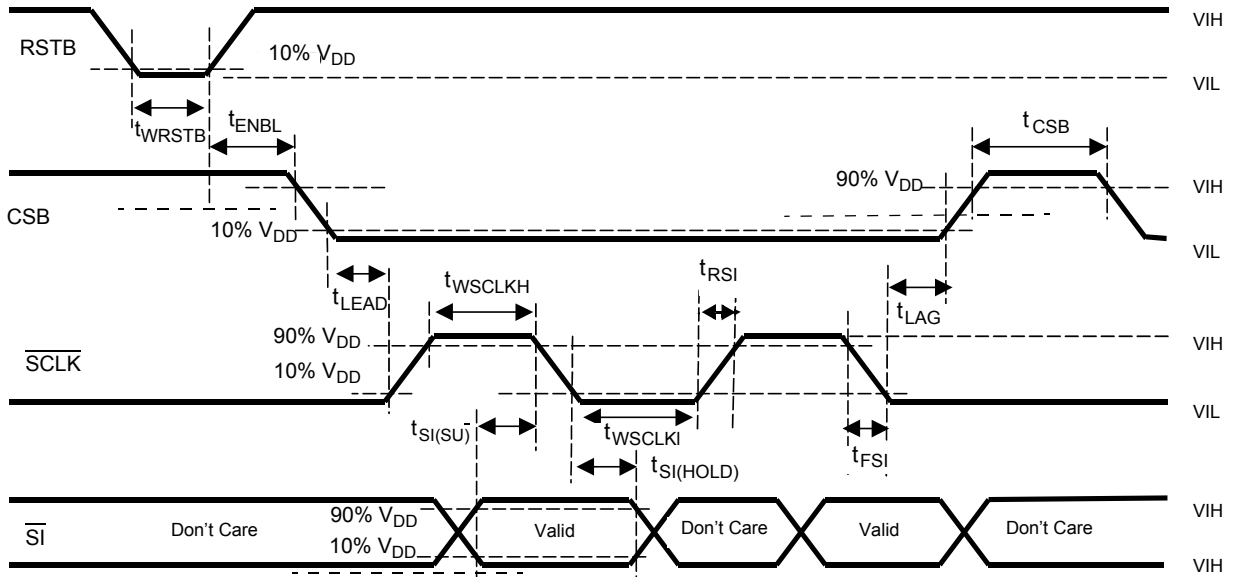 VIH
RSTB
10% VDD
VIL
tWRSTB
tENBL
tCSB
90% VDD
VIH
CSB
10% VDD
VIL
tLEAD
tWSCLKH
tRSI
tLAG
90% VDD
VIH
SCLK
10% VDD
VIL
tSI(SU)
tWSCLKl
tFSI
tSI(HOLD)
VIH
90% VDD
SI
Don't Care
Valid
Don't Care
Valid
Don't Care
10% VDD
VIH